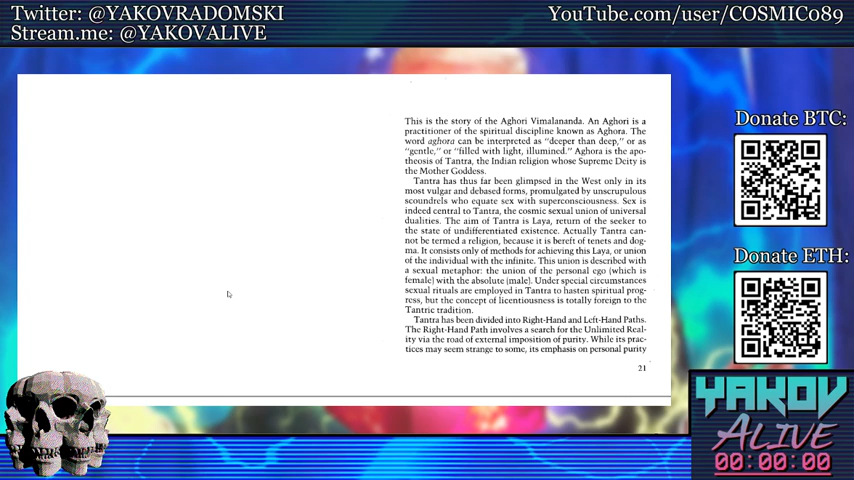 Twitter: @YAKOVRADOMSKI
Stream.me: @YAKOVALIVE
YouTube.com/user/COSMIC089
This is the story of the Aghori Vimalananda. An Aghori is a
practitioner of the spiritual discipline known as Aghora. The
word aghora can be interpreted as "deeper than deep," or as
"gentle," or "filled with light, illumined." Aghora is the apo-
theosis of Tantra, the Indian religion whose Supreme Deity is
the Mother Goddess.
Tantra has thus far been glimpsed in the West only in its
most vulgar and debased forms, promulgated by unscrupulous
scoundrels who equate sex with superconsciousness. Sex is
indeed central to Tantra, the cosmic sexual union of universal
dualities. The aim of Tantra is Laya, return of the seeker to
the state of undifferentiated existence. Actually Tantra can-
not be termed a religion, because it is bereft of tenets and dog-
ma. It consists only of methods for achieving this Laya, or union
of the individual with the infinite. This union is described with
a sexual metaphor: the union of the personal ego (which is
female) with the absolute (male). Under special circumstances
sexual rituals are employed in Tantra to hasten spiritual prog-
ress, but the concept of licentiousness is totally foreign to the
Tantric tradition.
Tantra has been divided into Right-Hand and Left-Hand Paths.
The Right-Hand Path involves a search for the Unlimited Real-
ity via the road of external imposition of purity. While its prac-
tices may seem strange to some, its emphasis on personal purity
21
Donate BTC:
Donate ETH:
YAKOV
ALIVE
00:00:00